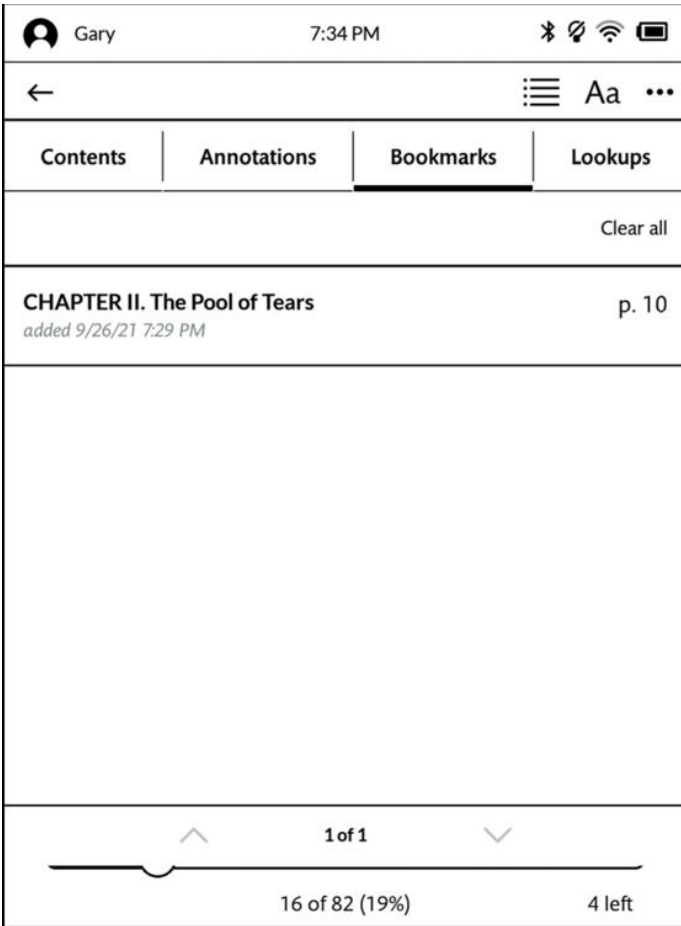 Gary 7:34 PM
Aa
Contents Annotations Bookmarks Lookups
Clear all
CHAPTER II. The Pool of Tears p. 10
added 9/26/21 7:29 PM
1 of 1
16 of 82 (19%) 4 left